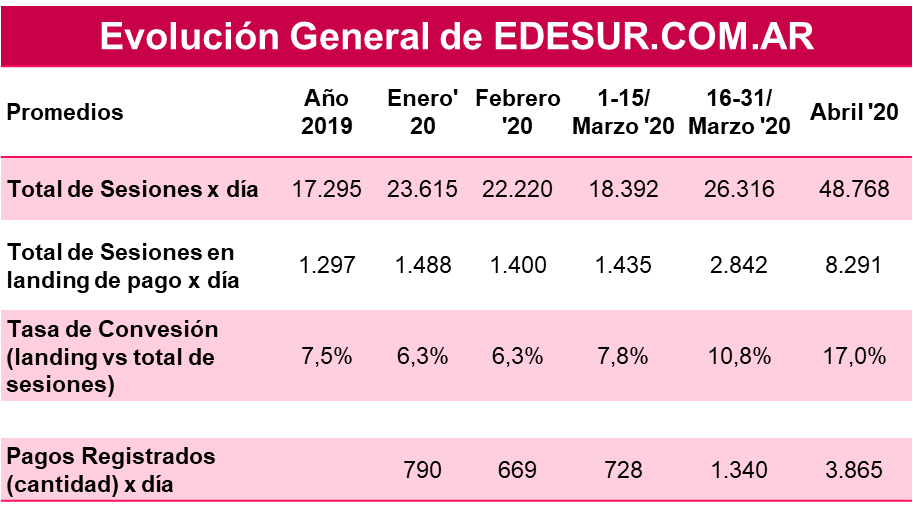 Evolución General de EDESUR.COM.AR
Promedios Año 2019 Enero' 20 Febrero '20 1-15/ Marzo '20 16-31/ Marzo '20 Abril '20
Total de Sesiones x día 17.295 23.615 22.220 18.392 26.316 48.768
Total de Sesiones en
landing de pago x día 1.297 1.488 1.400 1.435 2.842 8.291
Tasa de Convesión
(landing vs total de 7,5% 6,3% 6,3% 7,8% 10,8% 17,0%
sesiones)
Pagos Registrados
(cantidad) x día 790 669 728 1.340 3.865